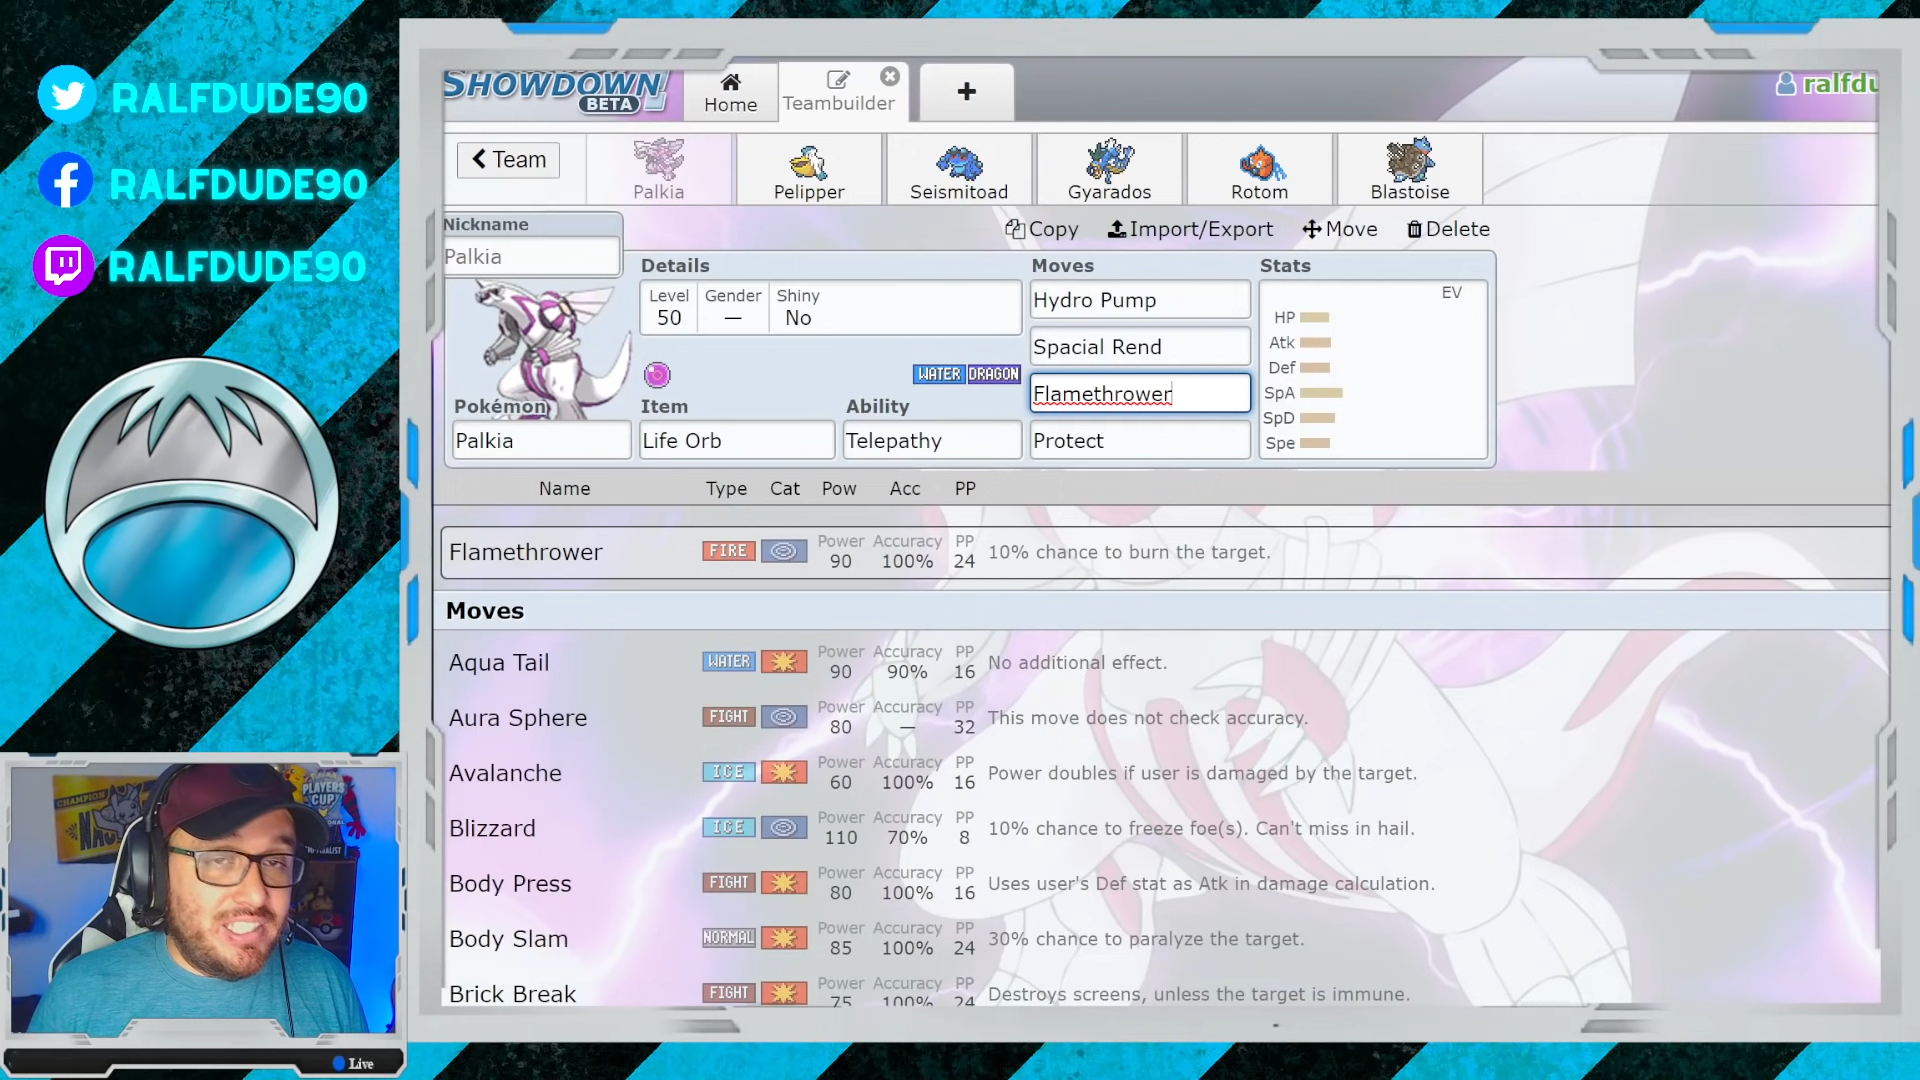 RALFDUDE90
RALFDUDE90
RALFDUDE90
SHOWDOWN!
BETA
Home
Teambuilder
+
ralfdu
Team
Palkia
Pelipper
Seismitoad
Gyarados
Rotom
Blastoise
Copy
Import/Export
Move
Delete
Nickname
Palkia
Details
Level
Gender
Shiny
50
—
No
WATER DRAGON
Pokémon
Item
Ability
Palkia
Life Orb
Telepathy
Moves
Hydro Pump
Spacial Rend
Flamethrower
Protect
Stats
EV
HP
Atk
Def
SpA
SpD
Spe
Name Type Cat Pow Acc PP
Flamethrower FIRE Power 90 Accuracy 100% PP 24 10% chance to burn the target.
Moves
Aqua Tail WATER Power 90 Accuracy 90% PP 16 No additional effect.
Aura Sphere FIGHT Power 80 Accuracy — PP 32 This move does not check accuracy.
Avalanche ICE Power 60 Accuracy 100% PP 16 Power doubles if user is damaged by the target.
Blizzard ICE Power 110 Accuracy 70% PP 8 10% chance to freeze foe(s). Can't miss in hail.
Body Press FIGHT Power 80 Accuracy 100% PP 16 Uses user's Def stat as Atk in damage calculation.
Body Slam NORMAL Power 85 Accuracy 100% PP 24 30% chance to paralyze the target.
Brick Break FIGHT Power 75 Accuracy 100% PP 24 Destroys screens, unless the target is immune.
CHAMPION
PLAYERS
CUP
Live